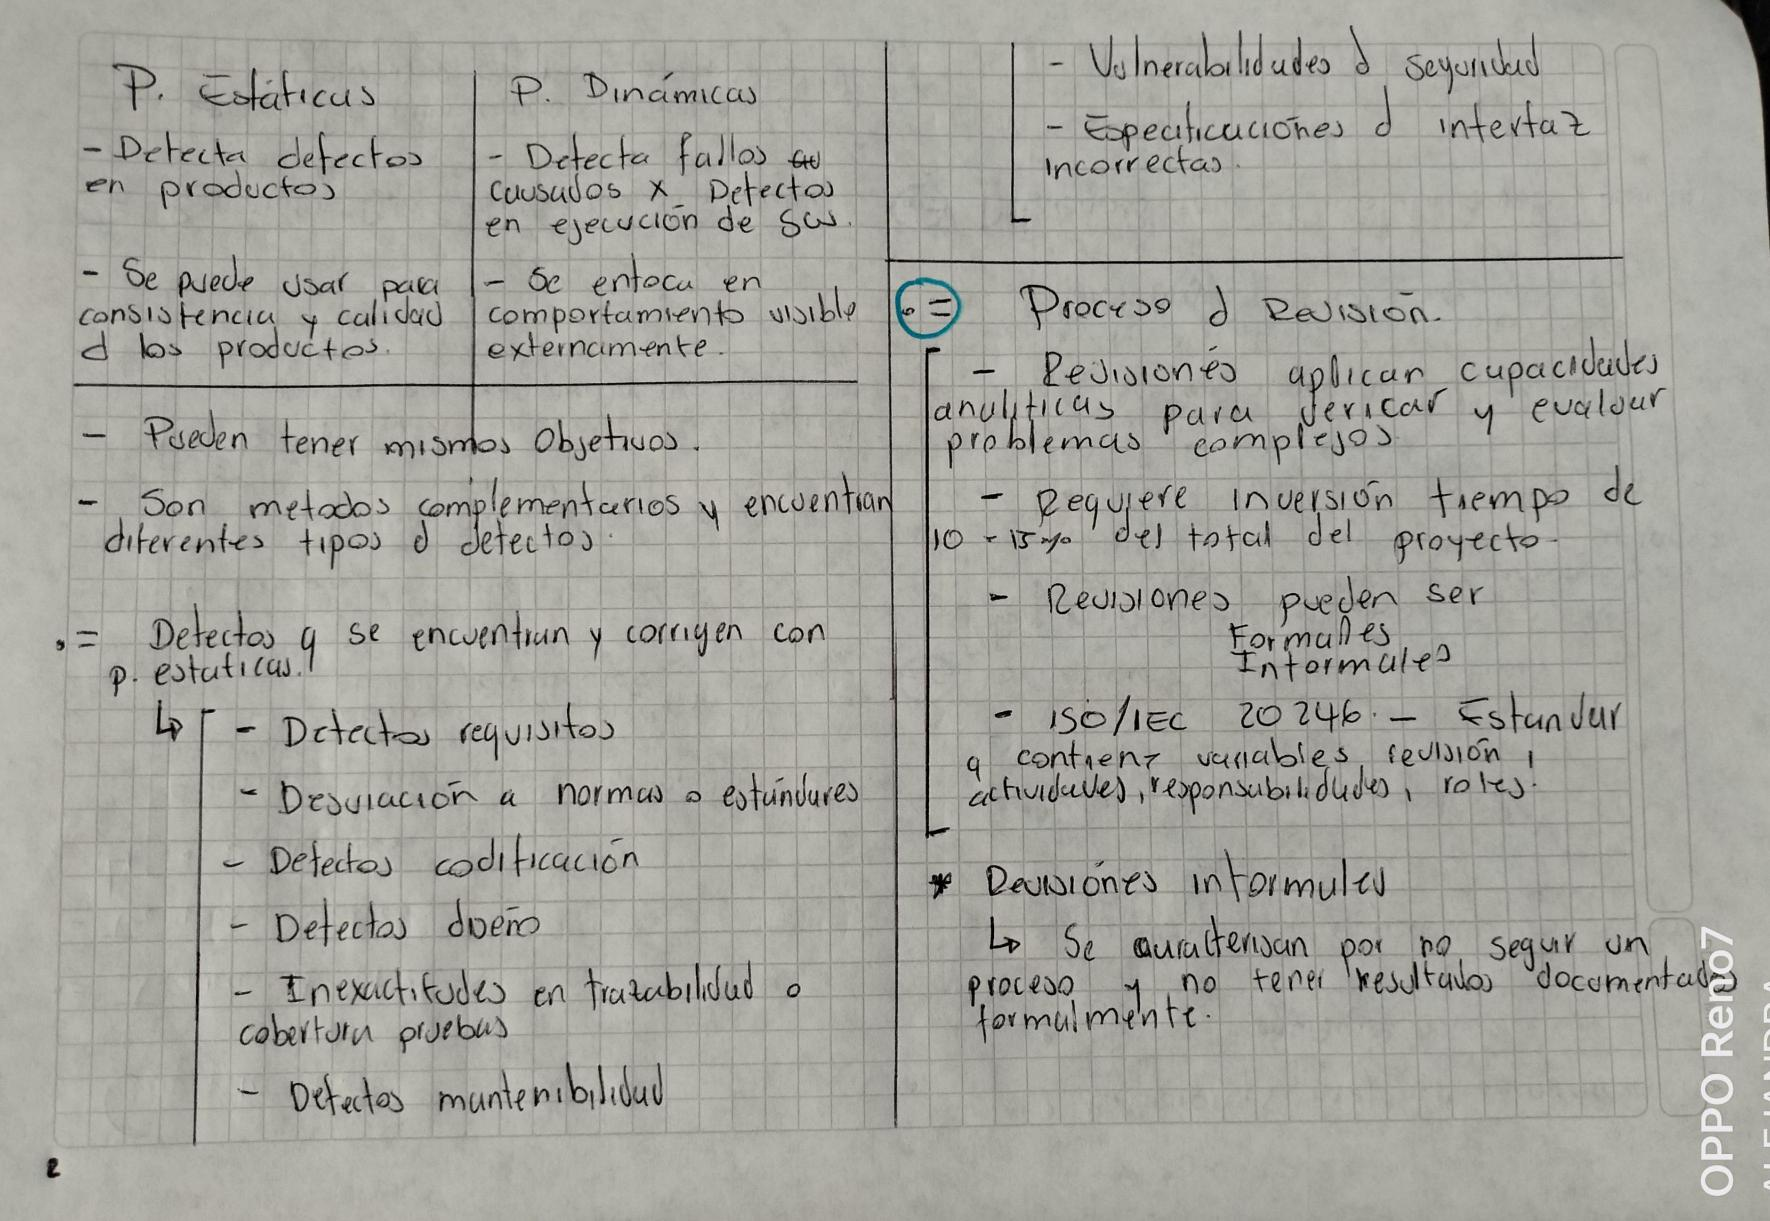 P. Estáticas
- Detecta defectos
en productos
- Se puede usar para
consistencia y calidad
d los productos.
P. Dinámicas
- Detecta fallos
causados x Defectos
en ejecución de SW.
- Se enfoca en
comportamiento visible
externamente.
- Pueden tener mismos Objetivos.
- Son metodos complementarios y encuentran
diferentes tipos d defectos.
.= Defectos q se encuentran y corrigen con
p. estaticas.
↳ - Defectos requisitos
- Desviación a normas o estándares
- Defectos codificación
- Defectos diseño
- Inexactitudes en trazabilidad o
cobertura pruebas
- Defectos mantenibilidad
2
- Vulnerabilidades d seguridad
- Especificaciones d interfaz
incorrectas.
.= Proceso d Revisión.
- Revisiones aplican capacidades
analíticas para vericar y evaluar
problemas complejos
- Requiere inversión tiempo de
10 - 15% del total del proyecto.
- Revisiones pueden ser
Formales
Informales
- ISO/IEC 20246. - Estandar
q contiene variables revisión,
actividades, responsabilidades, roles.
* Revisiones informales
↳ Se caracterisan por no seguir un
proceso y no tener resultados documentados
formalmente.
OPPO Reno7
ALEJANDRA